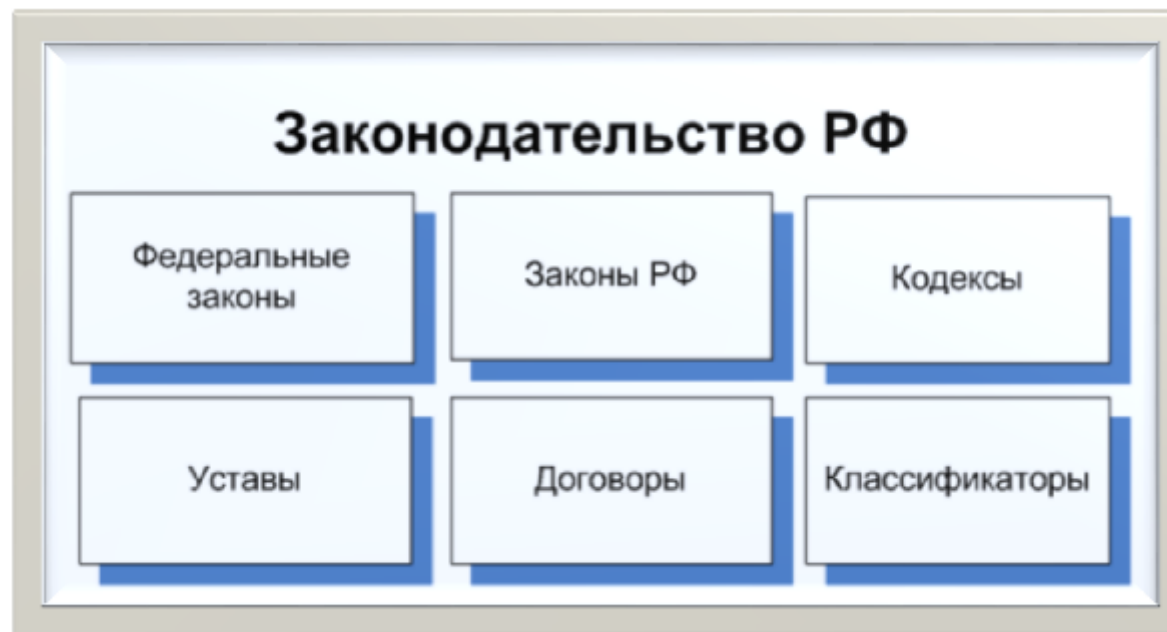 Законодательство РФ
Федеральные
законы
Законы РФ
Кодексы
Уставы
Договоры
Классификаторы